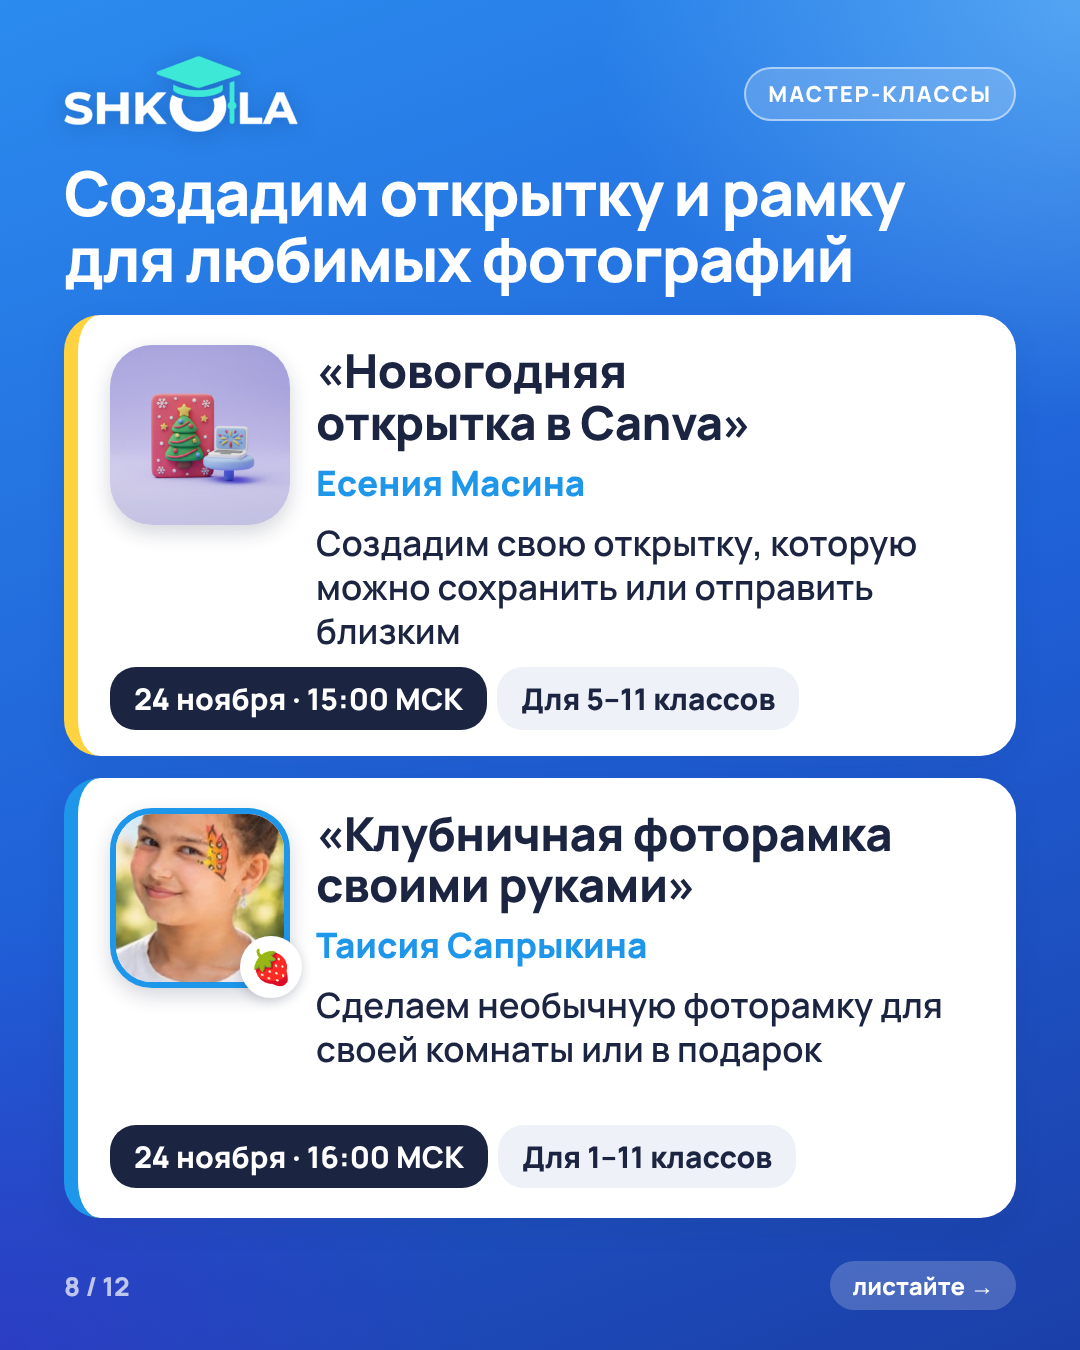 SHKOLA
МАСТЕР-КЛАССЫ
Создадим открытку и рамку
для любимых фотографий
«Новогодняя
открытка в Canva»
Есения Масина
Создадим свою открытку, которую
можно сохранить или отправить
близким
24 ноября · 15:00 МСК
Для 5–11 классов
«Клубничная фоторамка
своими руками»
Таисия Сапрыкина
Сделаем необычную фоторамку для
своей комнаты или в подарок
24 ноября · 16:00 МСК
Для 1–11 классов
8 / 12
листайте →